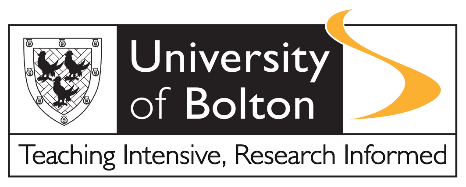 University
of Bolton
Teaching Intensive, Research Informed